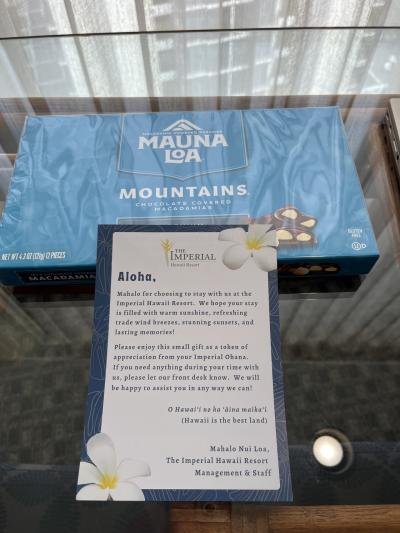 MAUNA
LOA
MOUNTAINS
CHOCOLATE COVERED
MACADAMIAS
GLUTEN
FREE
NET WT 4.3 OZ (121g) 12 PIECES
MACADAMIA
THE
IMPERIAL
Hawaii Resort
Aloha,
Mahalo for choosing to stay with us at the
Imperial Hawaii Resort. We hope your stay
is filled with warm sunshine, refreshing
trade wind breezes, stunning sunsets, and
lasting memories!
Please enjoy this small gift as a token of
appreciation from your Imperial Ohana.
If you need anything during your time with
us, please let our front desk know. We will
be happy to assist you in any way we can!
O Hawai'i no ka 'āina maika'i
(Hawaii is the best land)
Mahalo Nui Loa,
The Imperial Hawaii Resort
Management & Staff